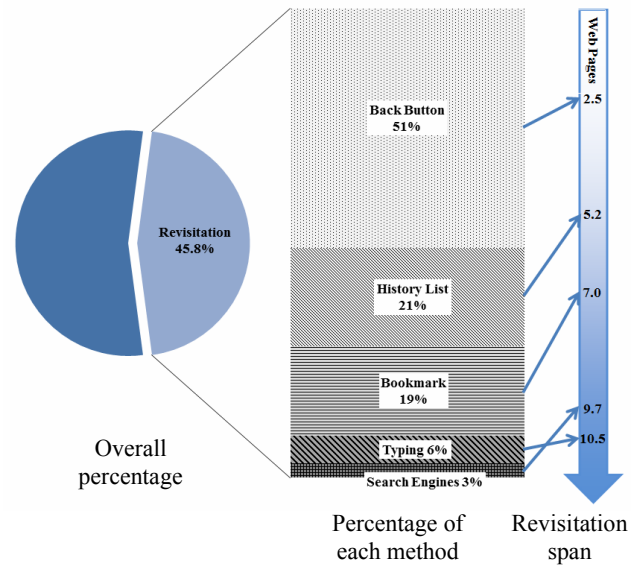 Revisitation
45.8%
Overall
percentage
Back Button
51%
History List
21%
Bookmark
19%
Typing 6%
Search Engines 3%
Percentage of
each method
Web Pages
2.5
5.2
7.0
9.7
10.5
Revisitation
span